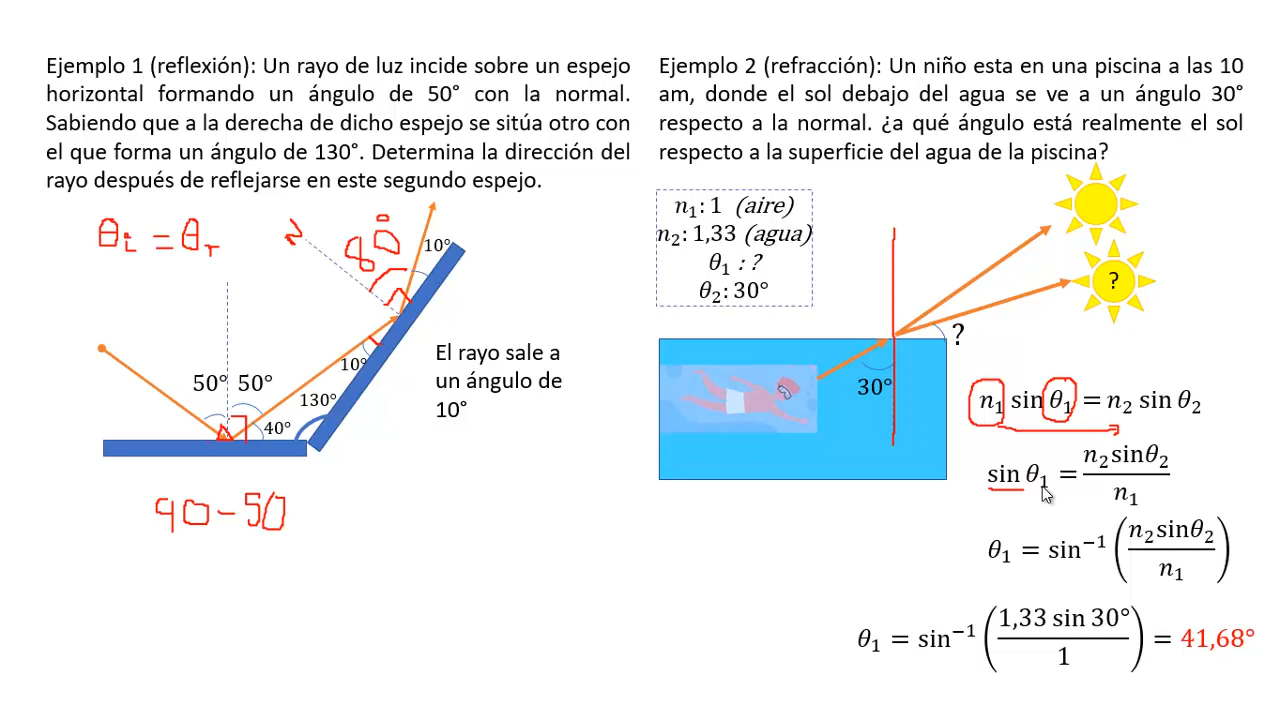 Ejemplo 1 (reflexión): Un rayo de luz incide sobre un espejo
horizontal formando un ángulo de 50° con la normal.
Sabiendo que a la derecha de dicho espejo se sitúa otro con
el que forma un ángulo de 130°. Determina la dirección del
rayo después de reflejarse en este segundo espejo.
θi = θr
N
80°
10°
50° 50°
10°
130°
40°
El rayo sale a
un ángulo de
10°
90-50
Ejemplo 2 (refracción): Un niño esta en una piscina a las 10
am, donde el sol debajo del agua se ve a un ángulo 30°
respecto a la normal. ¿a qué ángulo está realmente el sol
respecto a la superficie del agua de la piscina?
n₁: 1 (aire)
n₂: 1,33 (agua)
θ₁ : ?
θ₂: 30°
?
?
30°
n₁ sin θ₁ = n₂ sin θ₂
sin θ₁ = n₂sinθ₂ / n₁
θ₁ = sin⁻¹ (n₂sinθ₂ / n₁)
θ₁ = sin⁻¹ (1,33 sin 30° / 1) = 41,68°